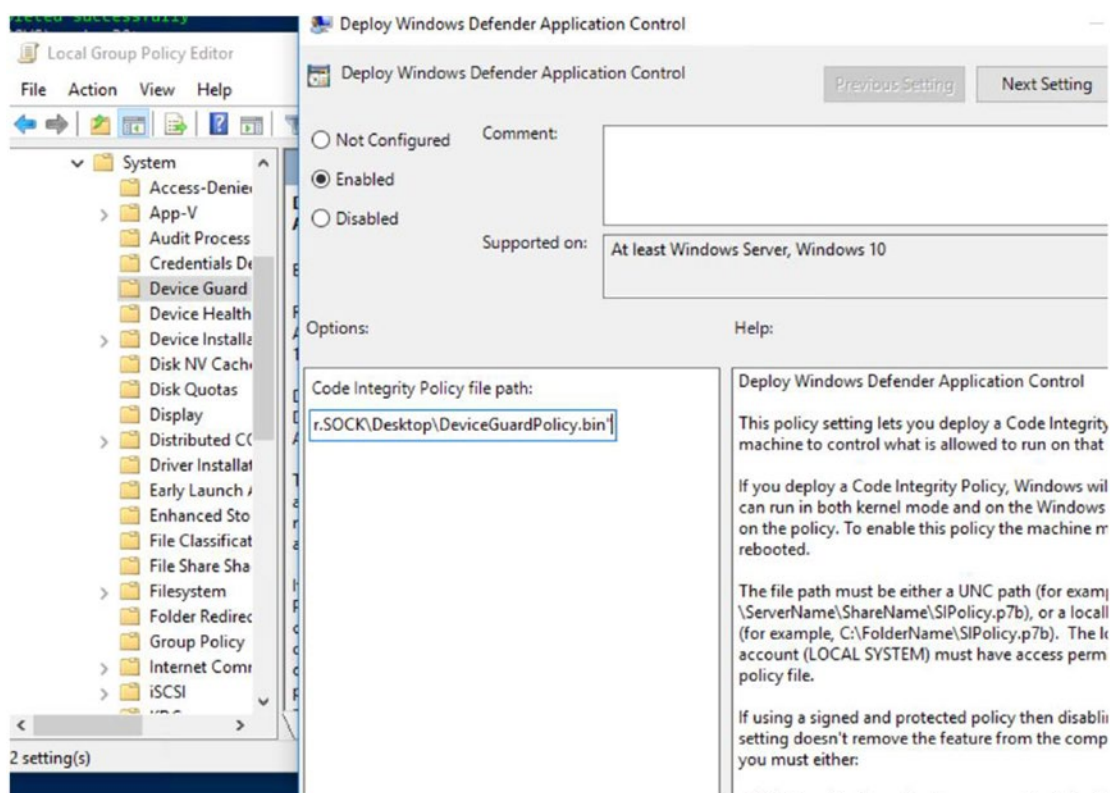 Deploy Windows Defender Application Control
Local Group Policy Editor
File Action View Help
System
Access-Denie
App-V
Audit Process
Credentials De
Device Guard
Device Health
Device Installa
Disk NV Cach
Disk Quotas
Display
Distributed CO
Driver Installat
Early Launch
Enhanced Sto
File Classificat
File Share Sha
Filesystem
Folder Redirec
Group Policy
Internet Comr
iSCSI
2 setting(s)
Deploy Windows Defender Application Control
Previous Setting
Next Setting
Not Configured
Enabled
Disabled
Comment:
Supported on:
At least Windows Server, Windows 10
Options:
Help:
Code Integrity Policy file path:
r.SOCK\Desktop\DeviceGuardPolicy.bin"
Deploy Windows Defender Application Control
This policy setting lets you deploy a Code Integrity
machine to control what is allowed to run on that
If you deploy a Code Integrity Policy, Windows wil
can run in both kernel mode and on the Windows
on the policy. To enable this policy the machine m
rebooted.
The file path must be either a UNC path (for examp
\ServerName\ShareName\SIPolicy.p7b), or a locall
(for example, C:\FolderName\SIPolicy.p7b). The lo
account (LOCAL SYSTEM) must have access perm
policy file.
If using a signed and protected policy then disablin
setting doesn't remove the feature from the comp
you must either: